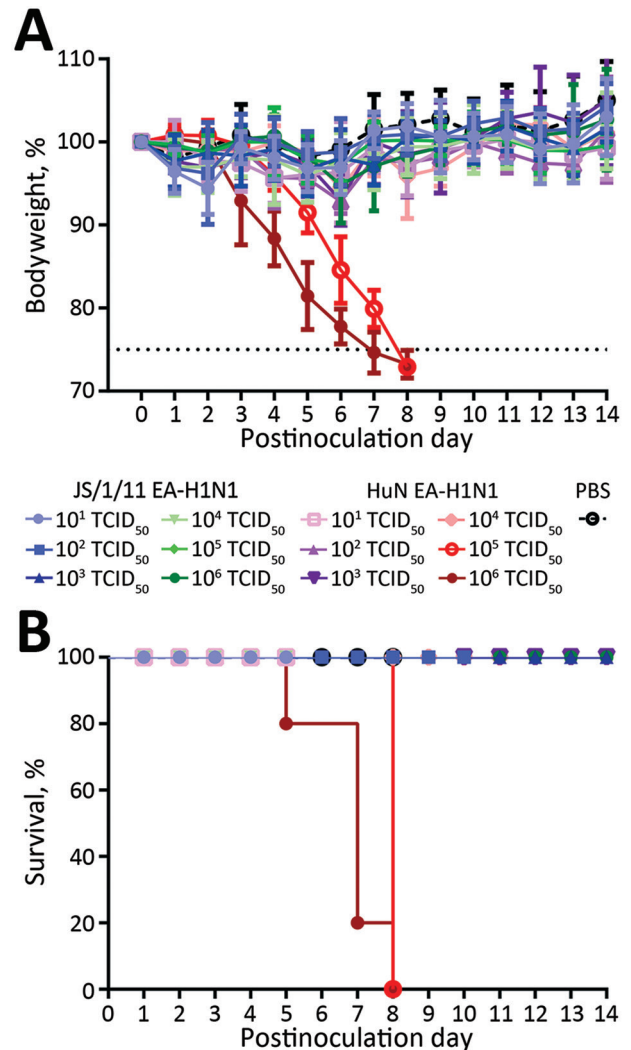 A
110
100
90
80
70
Bodyweight, %
0 1 2 3 4 5 6 7 8 9 10 11 12 13 14
Postinoculation day
JS/1/11 EA-H1N1 HuN EA-H1N1 PBS
10¹ TCID₅₀ 10⁴ TCID₅₀ 10¹ TCID₅₀ 10⁴ TCID₅₀
10² TCID₅₀ 10⁵ TCID₅₀ 10² TCID₅₀ 10⁵ TCID₅₀
10³ TCID₅₀ 10⁶ TCID₅₀ 10³ TCID₅₀ 10⁶ TCID₅₀
B
100
80
60
40
20
0
Survival, %
0 1 2 3 4 5 6 7 8 9 10 11 12 13 14
Postinoculation day